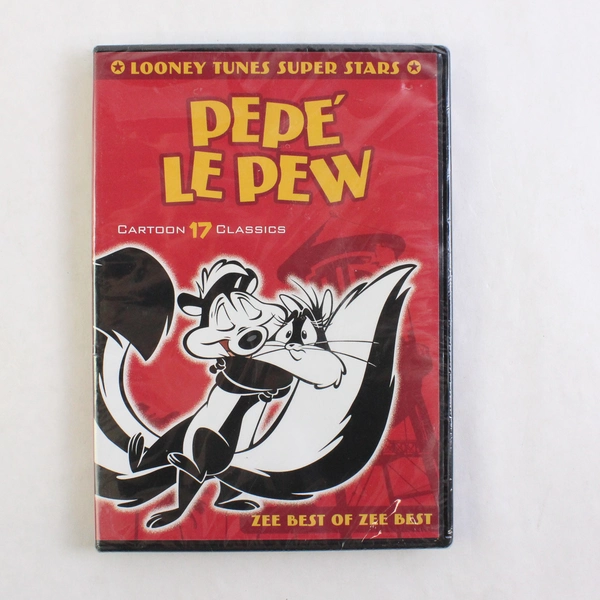 LOONEY TUNES SUPER STARS
PEPÉ
LE PEW
CARTOON 17 CLASSICS
ZEE BEST OF ZEE BEST